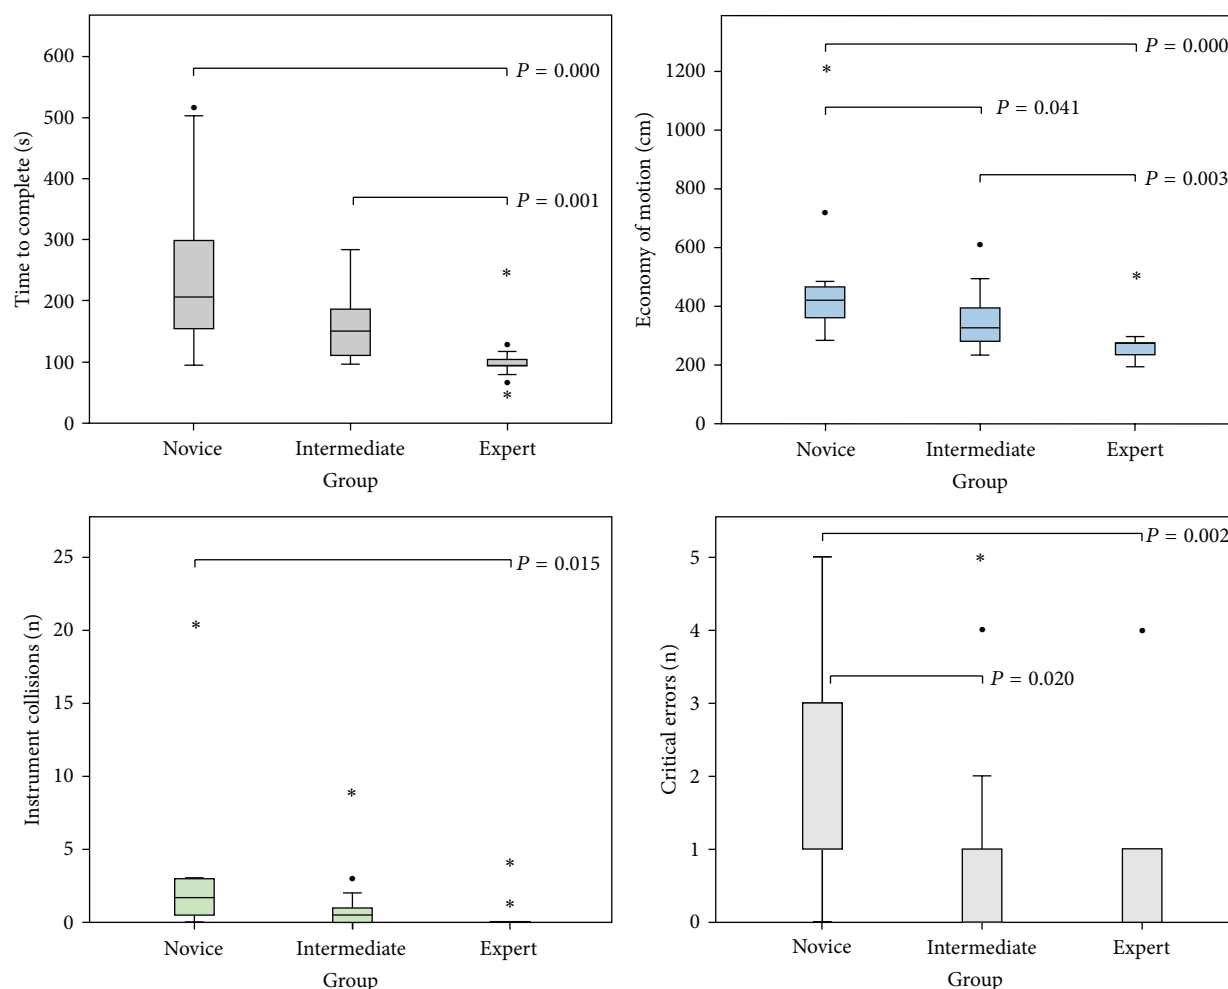 600
500
400
300
200
100
0
Time to complete (s)
P = 0.000
P = 0.001
*
*
Novice Intermediate Expert
Group
1200
1000
800
600
400
200
0
Economy of motion (cm)
P = 0.000
*
P = 0.041
P = 0.003
*
Novice Intermediate Expert
Group
25
20
15
10
5
0
Instrument collisions (n)
P = 0.015
*
*
*
*
Novice Intermediate Expert
Group
5
4
3
2
1
0
Critical errors (n)
P = 0.002
*
P = 0.020
Novice Intermediate Expert
Group